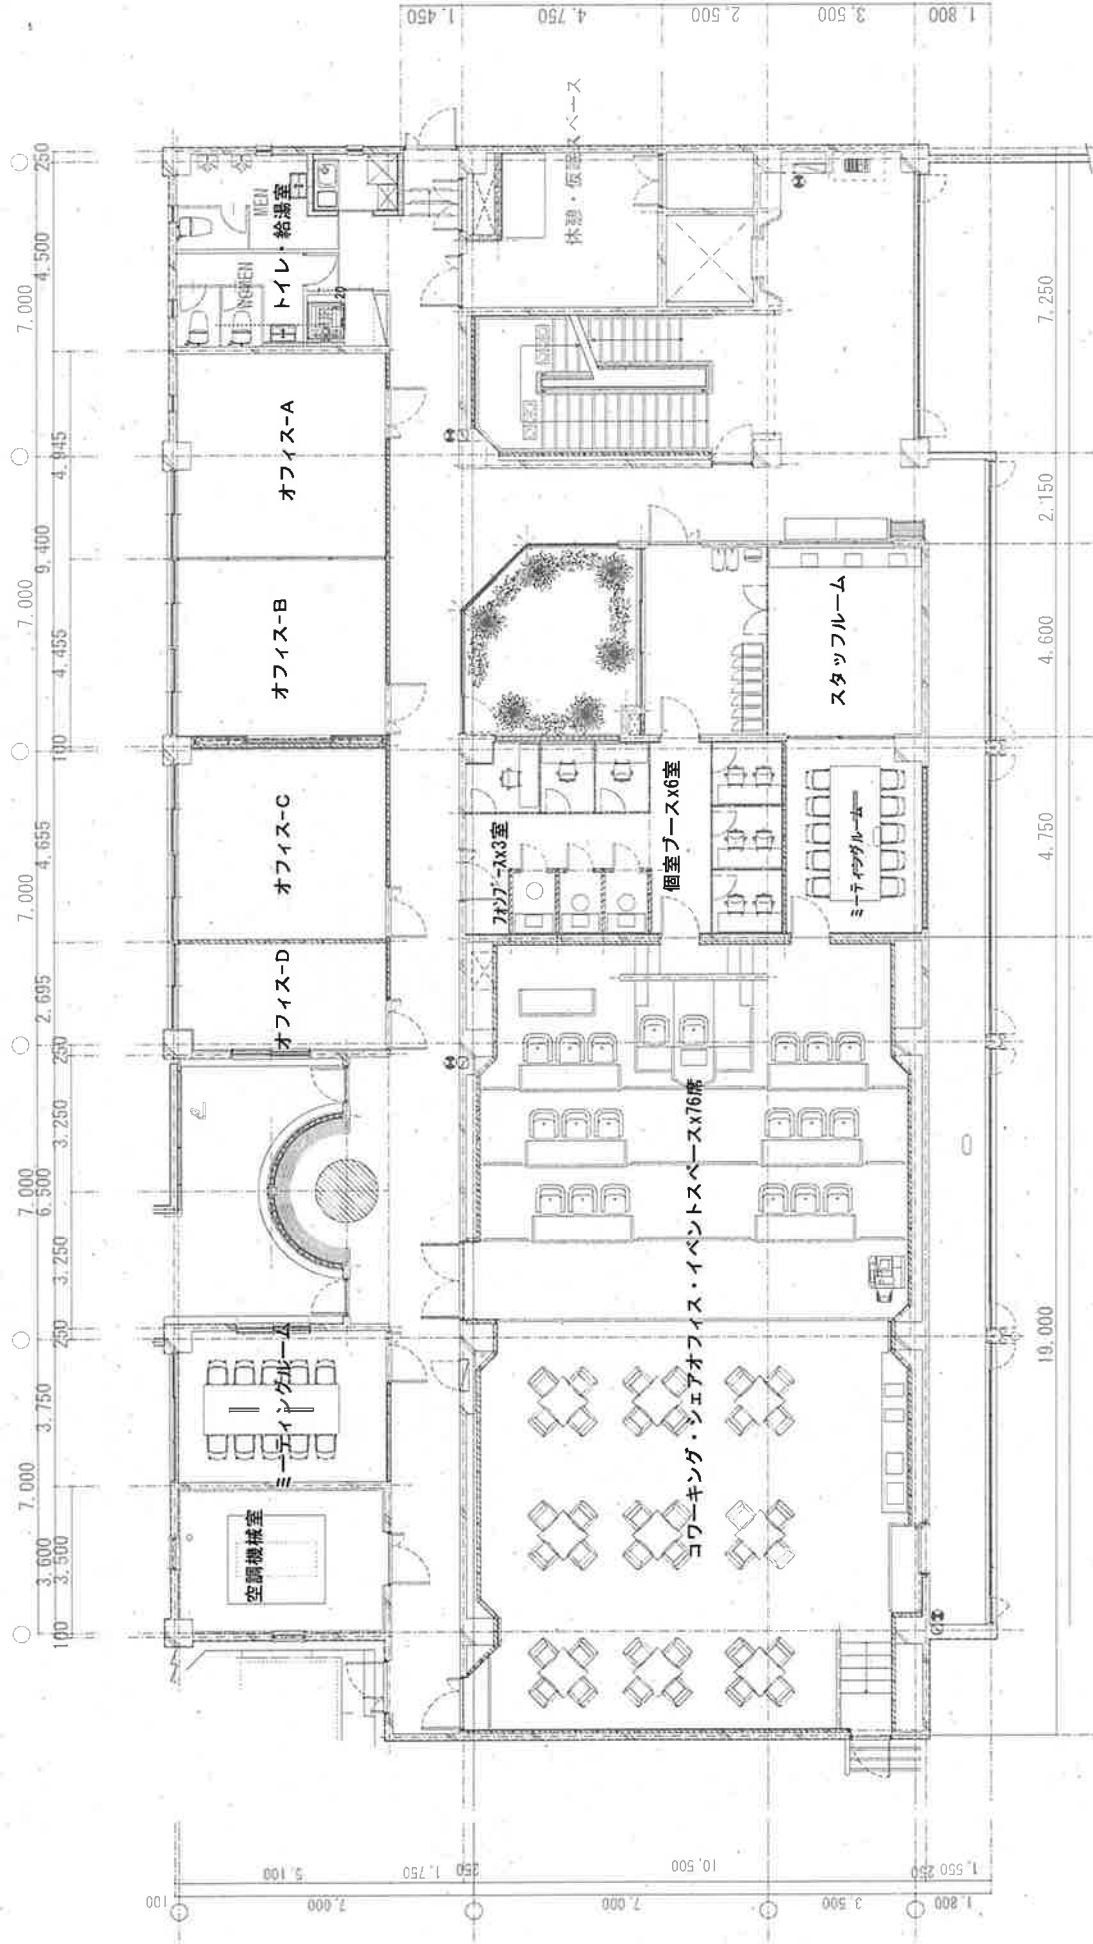 1.450
4.750
2.500
3.500
1.800
250
4.500
7.000
4.945
9.400
7.000
4.455
100
4.655
7.000
2.695
250
3.250
7.000
6.500
3.250
250
3.750
7.000
3.600
3.500
100
MEN
WOMEN
トイレ・給湯室
休憩・仮眠スペース
オフィス-A
オフィス-B
オフィス-C
オフィス-D
スタッフルーム
フォンブースx3室
個室ブースx6室
ミーティングルーム
コワーキング・シェアオフィス・イベントスペースx76席
ミーティングルーム
空調機械室
7.250
2.150
4.600
4.750
19.000
100
5,100
1,750
250
10,500
250
1,550
7.000
7.000
3.500
1.800